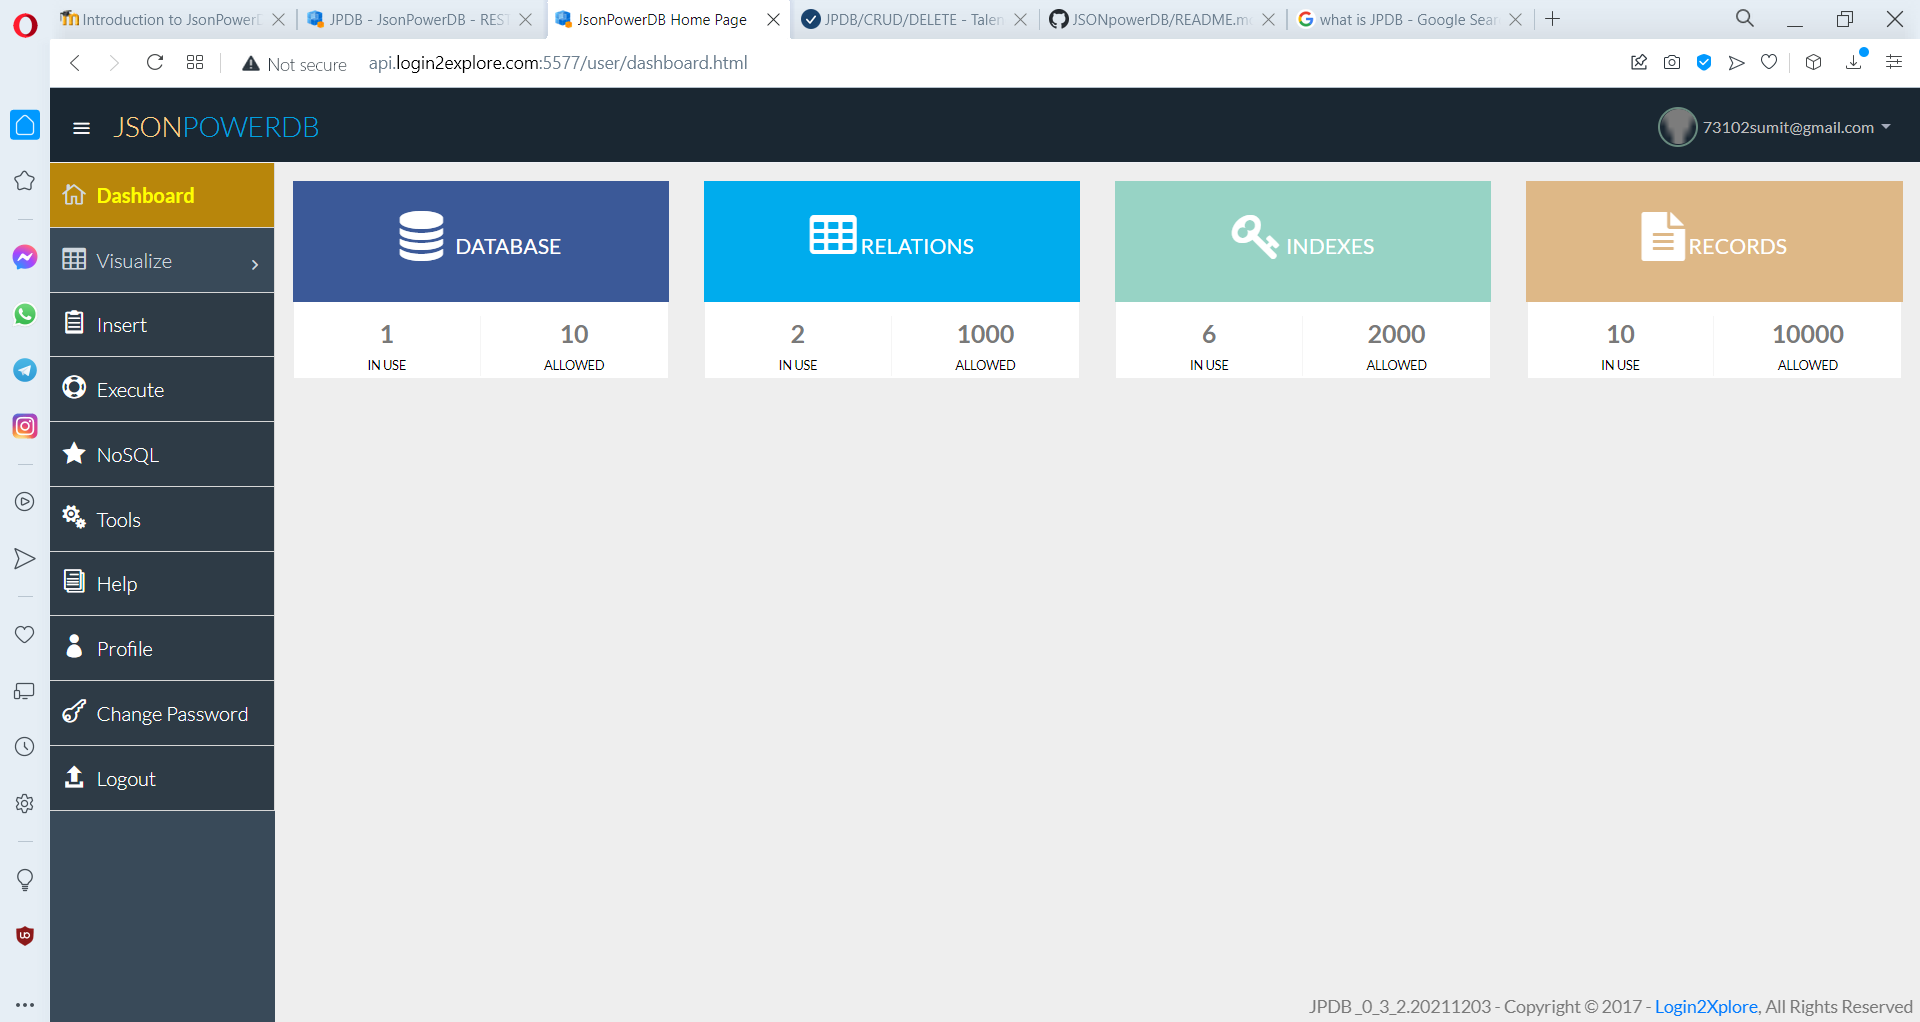 Introduction to JsonPowerD
JPDB - JsonPowerDB - REST
JsonPowerDB Home Page
JPDB/CRUD/DELETE - Talen
JSONpowerDB/README.m
what is JPDB - Google Sear
Not secure
api.login2explore.com:5577/user/dashboard.html
JSONPOWERDB
73102sumit@gmail.com
Dashboard
Visualize
Insert
Execute
NoSQL
Tools
Help
Profile
Change Password
Logout
DATABASE
1
IN USE
10
ALLOWED
RELATIONS
2
IN USE
1000
ALLOWED
INDEXES
6
IN USE
2000
ALLOWED
RECORDS
10
IN USE
10000
ALLOWED
JPDB_0_3_2.20211203 - Copyright © 2017 - Login2Xplore, All Rights Reserved